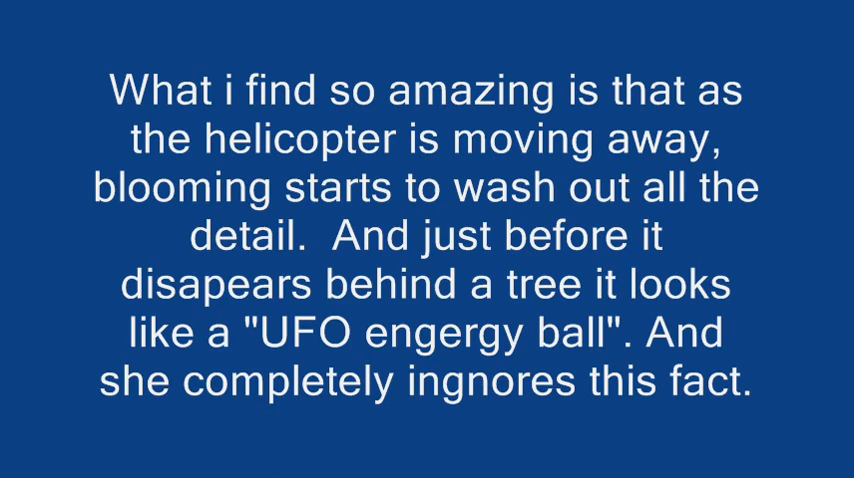 What i find so amazing is that as
the helicopter is moving away,
blooming starts to wash out all the
detail.  And just before it
disapears behind a tree it looks
like a "UFO engergy ball". And
she completely ingnores this fact.